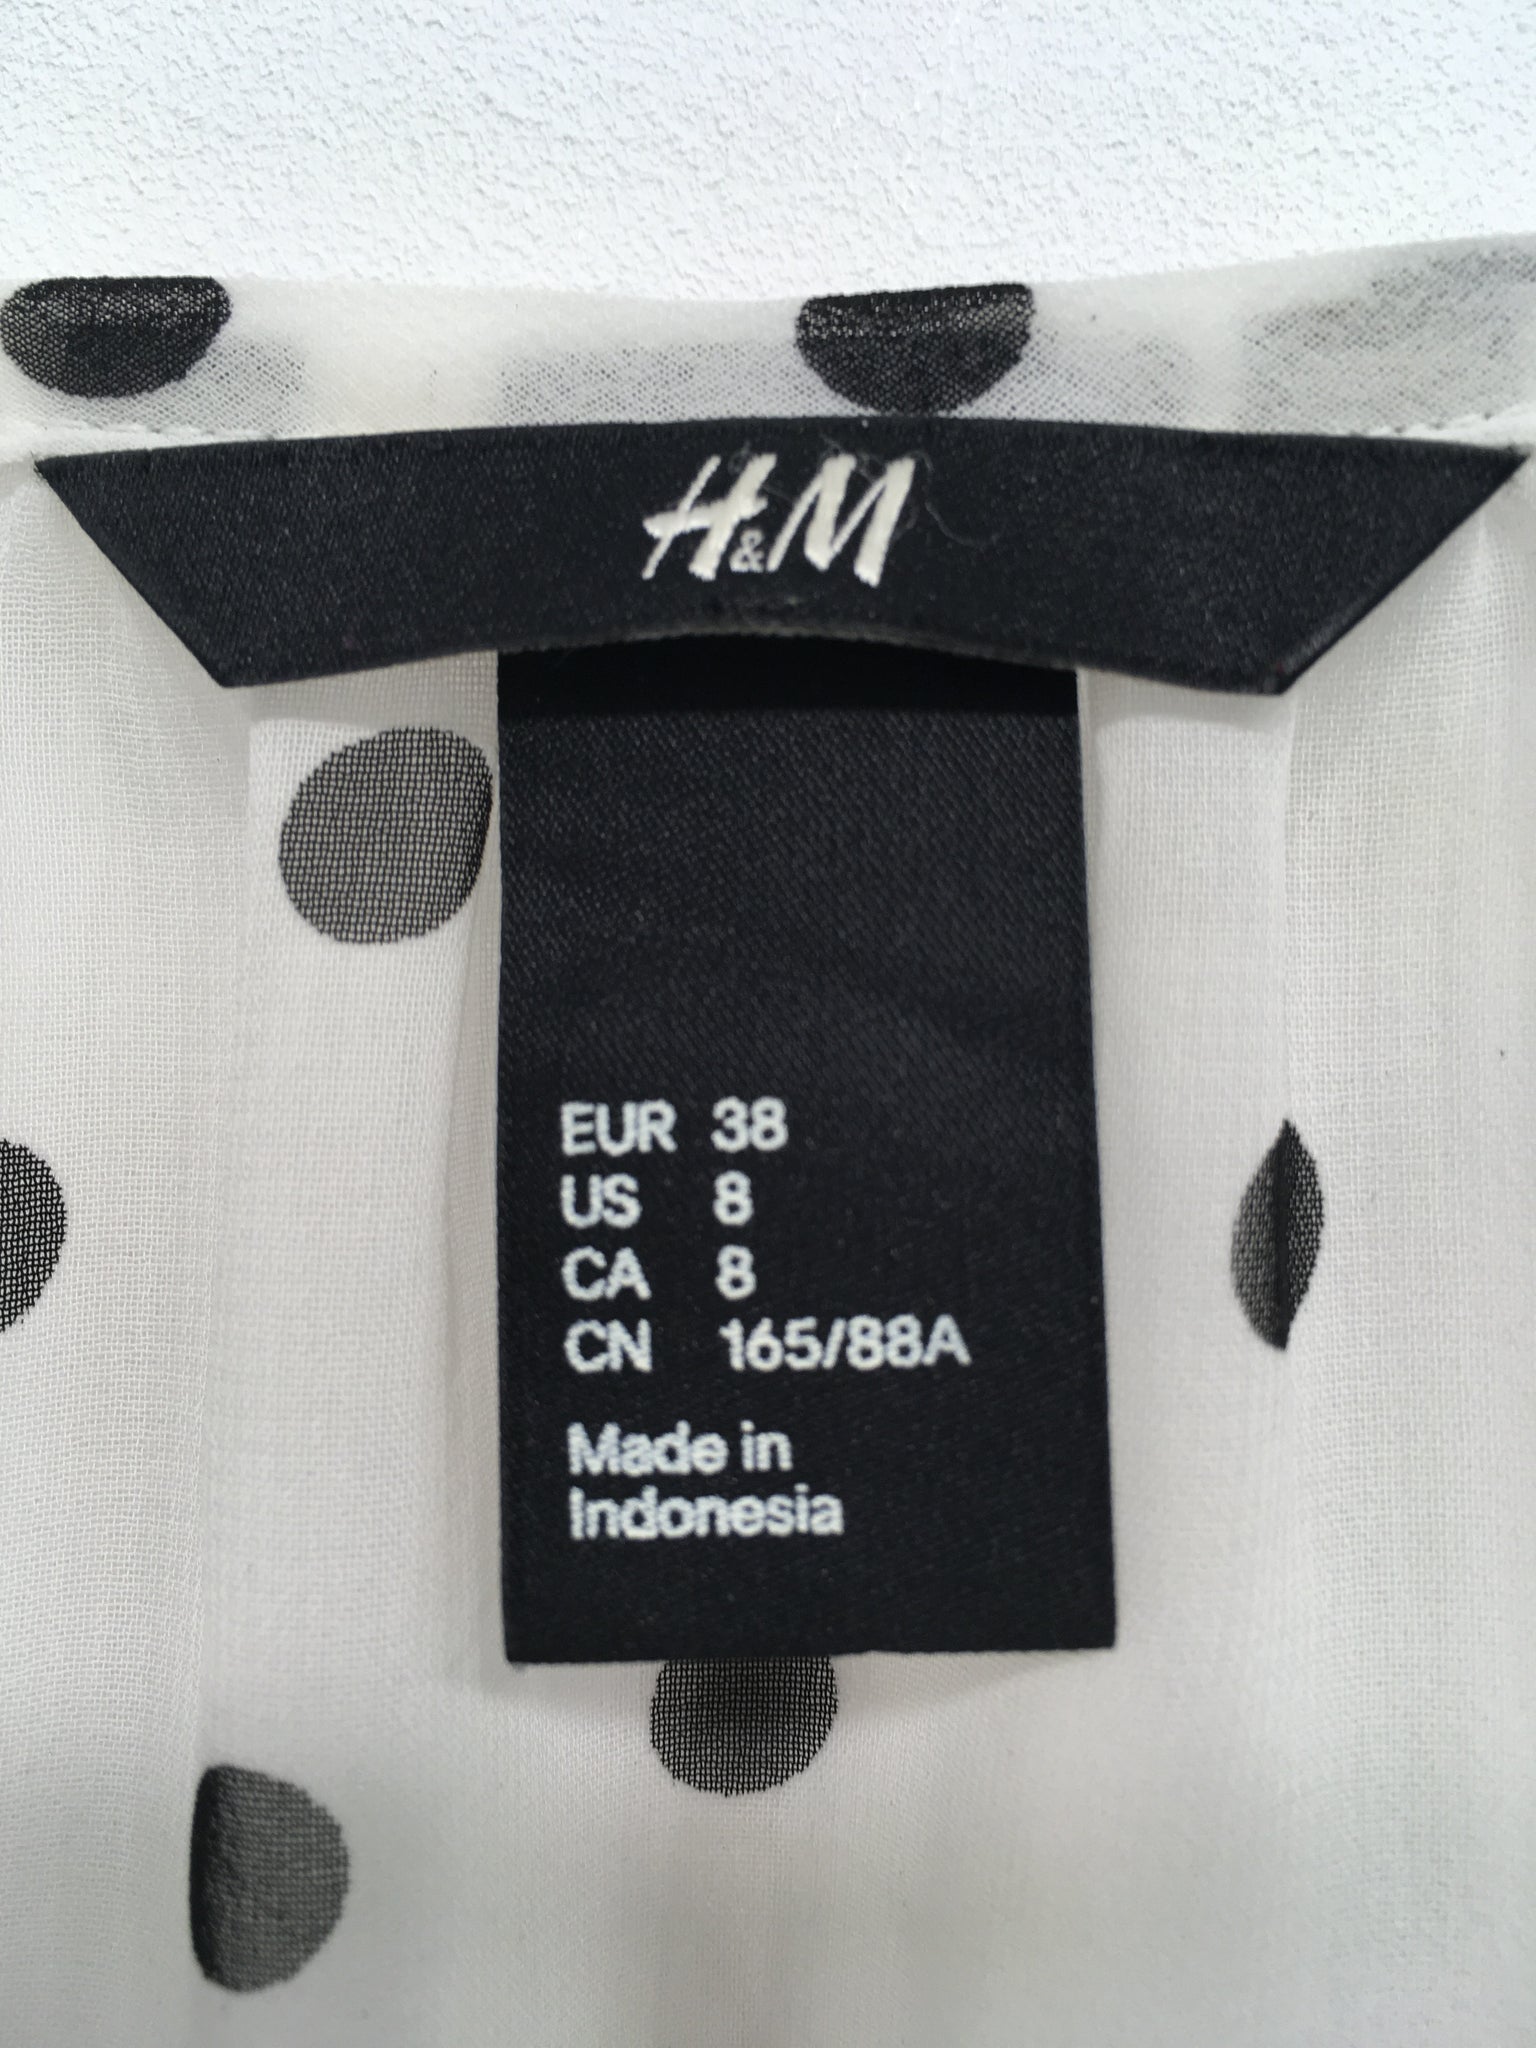 H&M
EUR 38
US 8
CA 8
CN 165/88A
Made in
Indonesia